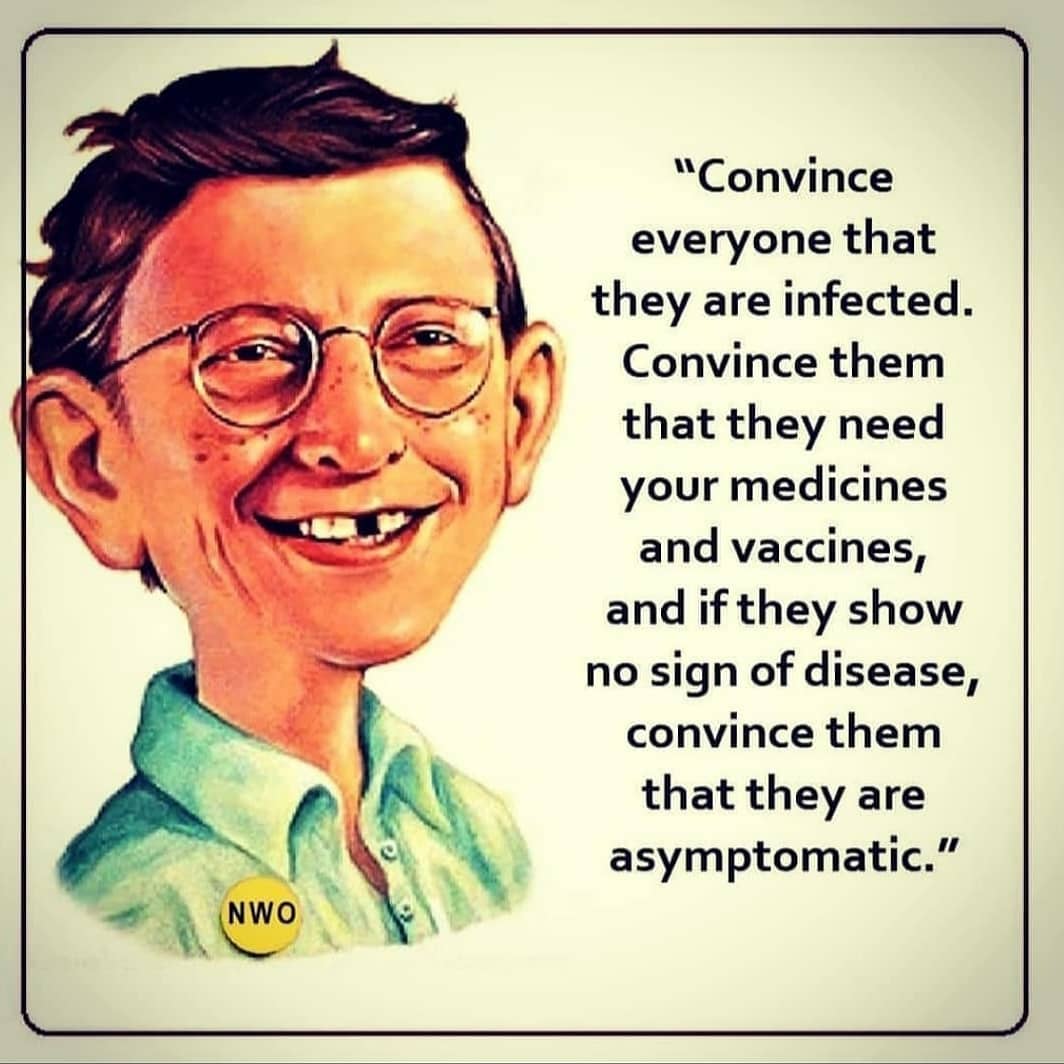 “Convince
everyone that
they are infected.
Convince them
that they need
your medicines
and vaccines,
and if they show
no sign of disease,
convince them
that they are
asymptomatic.”
NWO